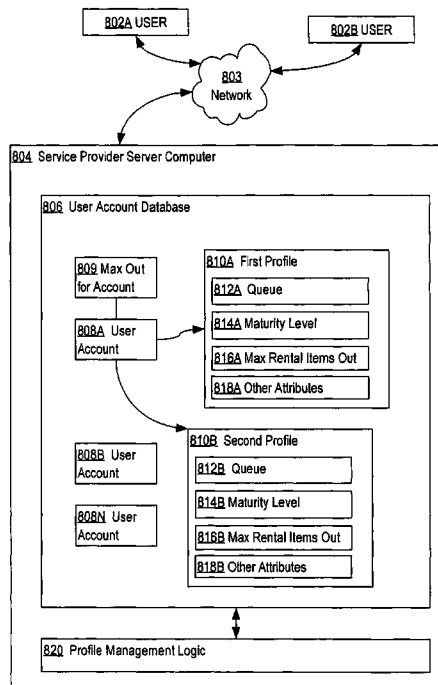 802A USER
802B USER
803
Network
804 Service Provider Server Computer
806 User Account Database
809 Max Out
for Account
808A User
Account
810A First Profile
812A Queue
814A Maturity Level
816A Max Rental Items Out
818A Other Attributes
810B Second Profile
812B Queue
814B Maturity Level
816B Max Rental Items Out
818B Other Attributes
808B User
Account
808N User
Account
820 Profile Management Logic